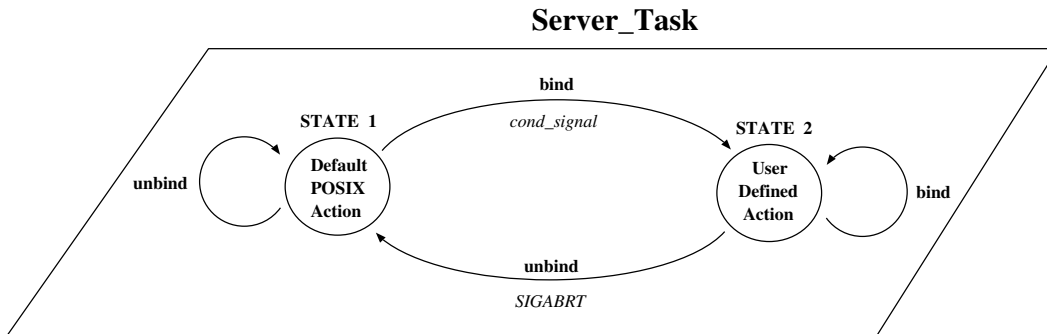 Server_Task
bind
cond_signal
STATE 1
STATE 2
Default
POSIX
Action
User
Defined
Action
unbind
bind
unbind
SIGABRT